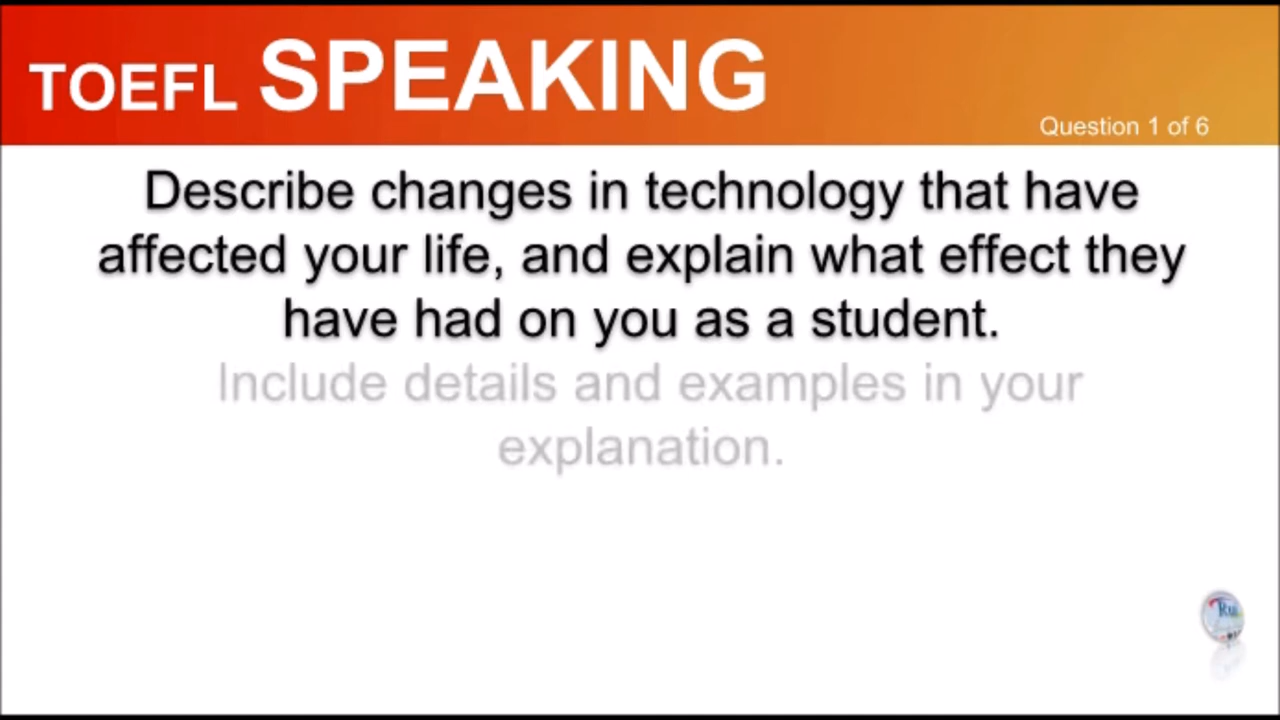 TOEFL SPEAKING
Question 1 of 6
Describe changes in technology that have
affected your life, and explain what effect they
have had on you as a student.
Include details and examples in your
explanation.